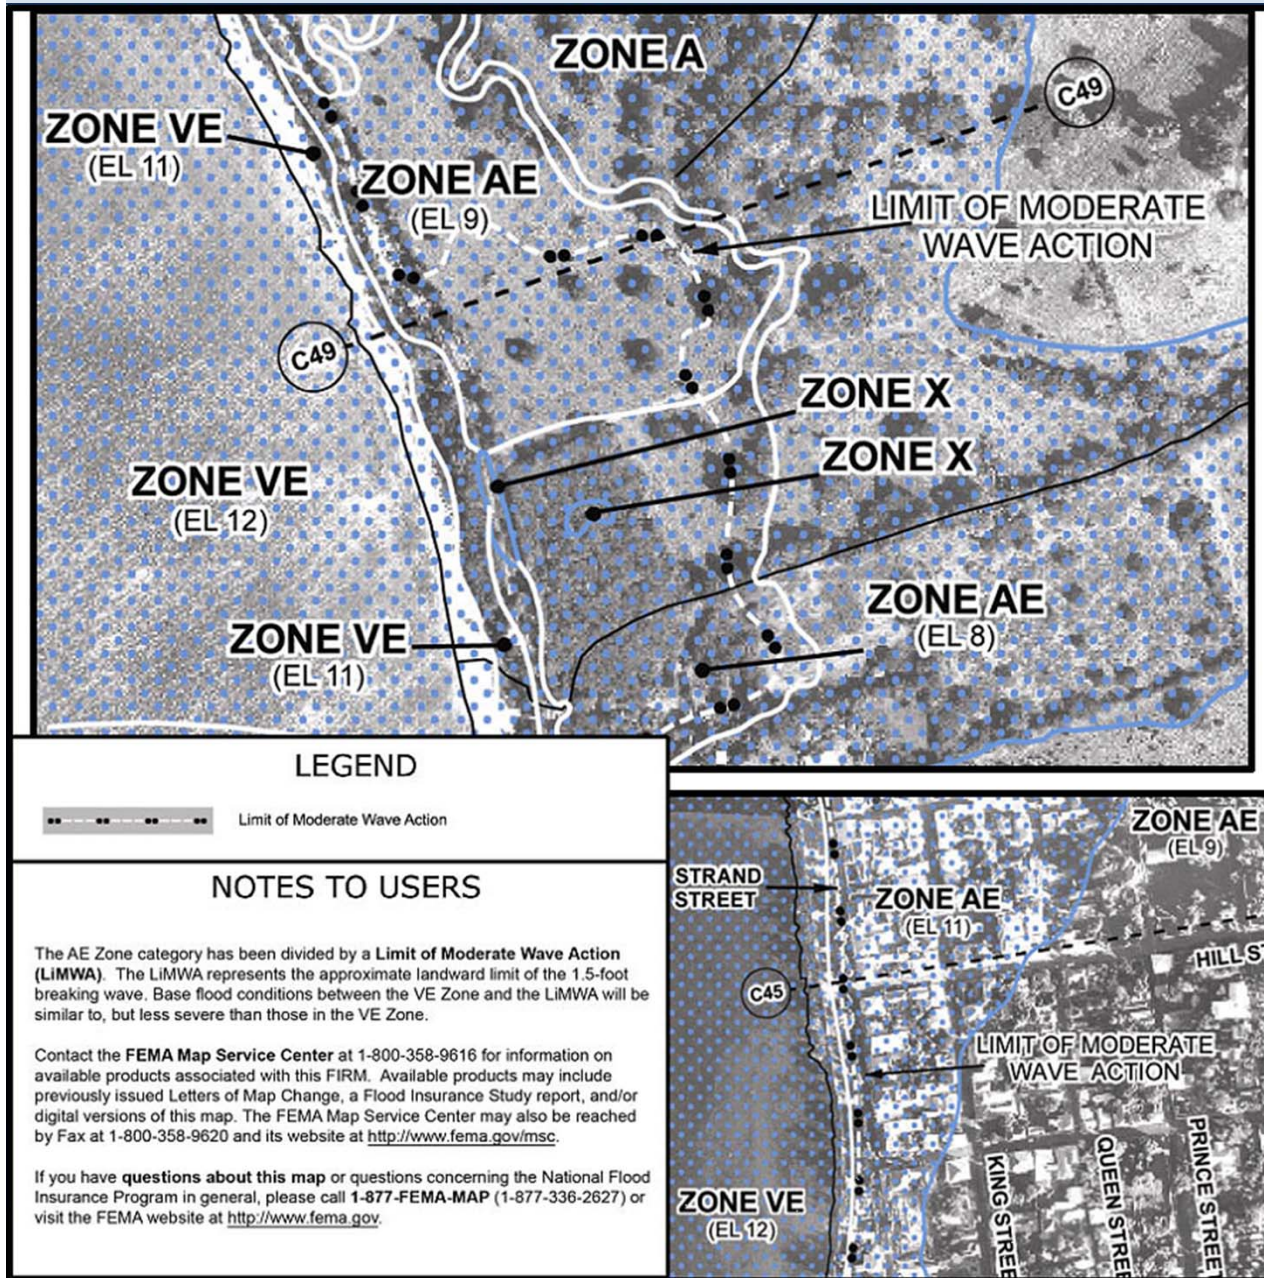 ZONE A
C49
ZONE VE
(EL 11)
ZONE AE
(EL 9)
LIMIT OF MODERATE
WAVE ACTION
C49
ZONE X
ZONE X
ZONE VE
(EL 12)
ZONE AE
(EL 8)
ZONE VE
(EL 11)
LEGEND
Limit of Moderate Wave Action
NOTES TO USERS
The AE Zone category has been divided by a Limit of Moderate Wave Action
(LiMWA). The LiMWA represents the approximate landward limit of the 1.5-foot
breaking wave. Base flood conditions between the VE Zone and the LiMWA will be
similar to, but less severe than those in the VE Zone.
Contact the FEMA Map Service Center at 1-800-358-9616 for information on
available products associated with this FIRM. Available products may include
previously issued Letters of Map Change, a Flood Insurance Study report, and/or
digital versions of this map. The FEMA Map Service Center may also be reached
by Fax at 1-800-358-9620 and its website at http://www.fema.gov/msc.
If you have questions about this map or questions concerning the National Flood
Insurance Program in general, please call 1-877-FEMA-MAP (1-877-336-2627) or
visit the FEMA website at http://www.fema.gov.
ZONE AE
(EL 9)
STRAND
STREET
ZONE AE
(EL 11)
HILL ST
C45
LIMIT OF MODERATE
WAVE ACTION
ZONE VE
(EL 12)
KING STREE
QUEEN STREE
PRINCE STREET